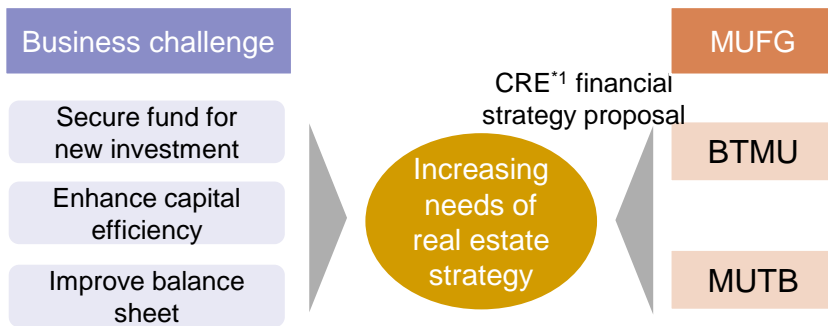 Business challenge
Secure fund for
new investment
Enhance capital
efficiency
Improve balance
sheet
Increasing
needs of
real estate
strategy
CRE*1 financial
strategy proposal
MUFG
BTMU
MUTB